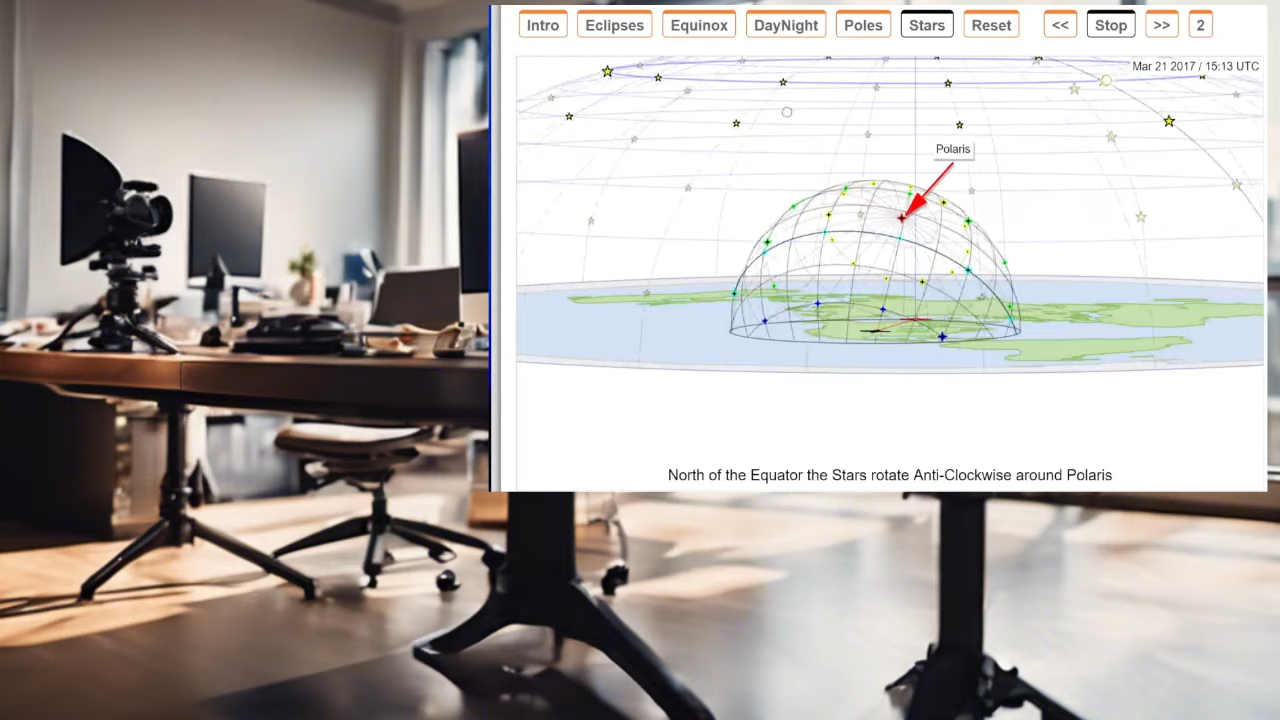 Intro Eclipses Equinox DayNight Poles Stars Reset << Stop >> 2
Mar 21 2017 / 15:13 UTC
Polaris
North of the Equator the Stars rotate Anti-Clockwise around Polaris